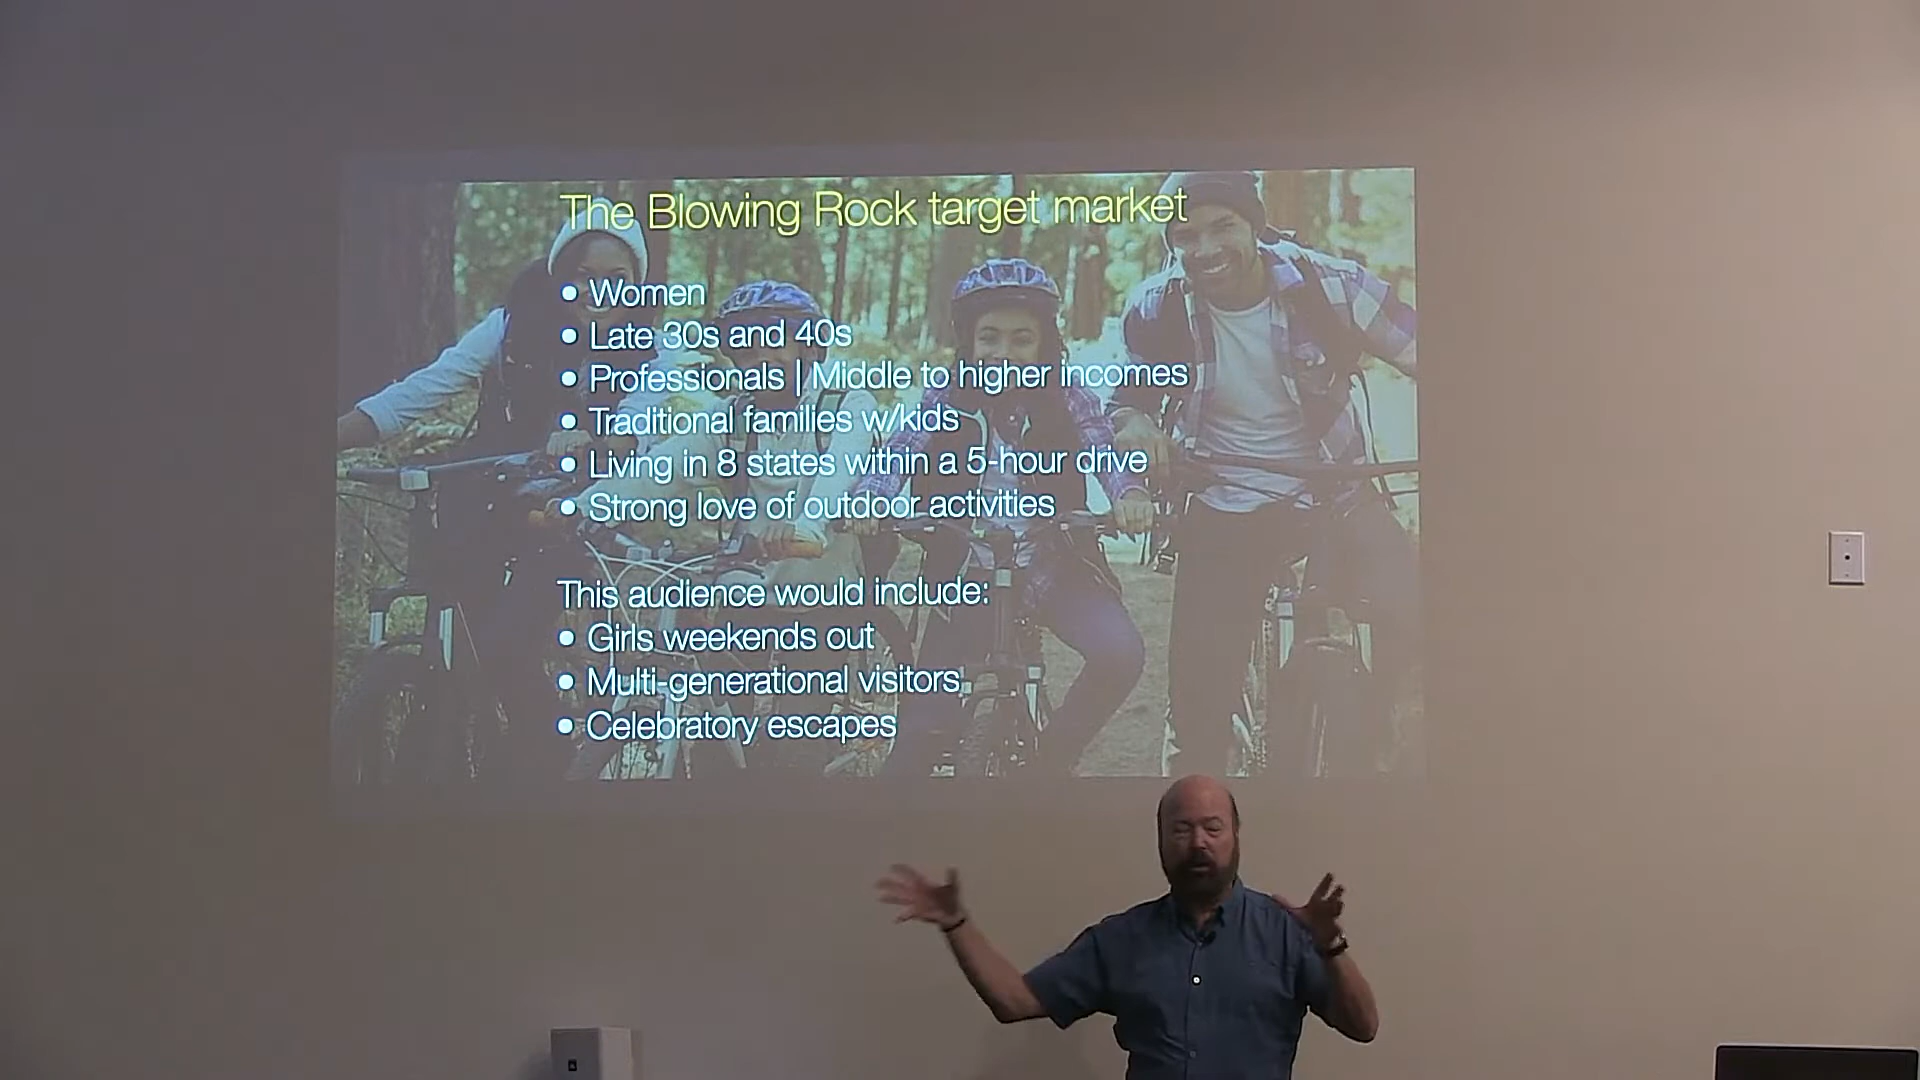 The Blowing Rock target market
• Women
• Late 30s and 40s
• Professionals | Middle to higher incomes
• Traditional families w/kids
• Living in 8 states within a 5-hour drive
• Strong love of outdoor activities
This audience would include:
• Girls weekends out
• Multi-generational visitors
• Celebratory escapes